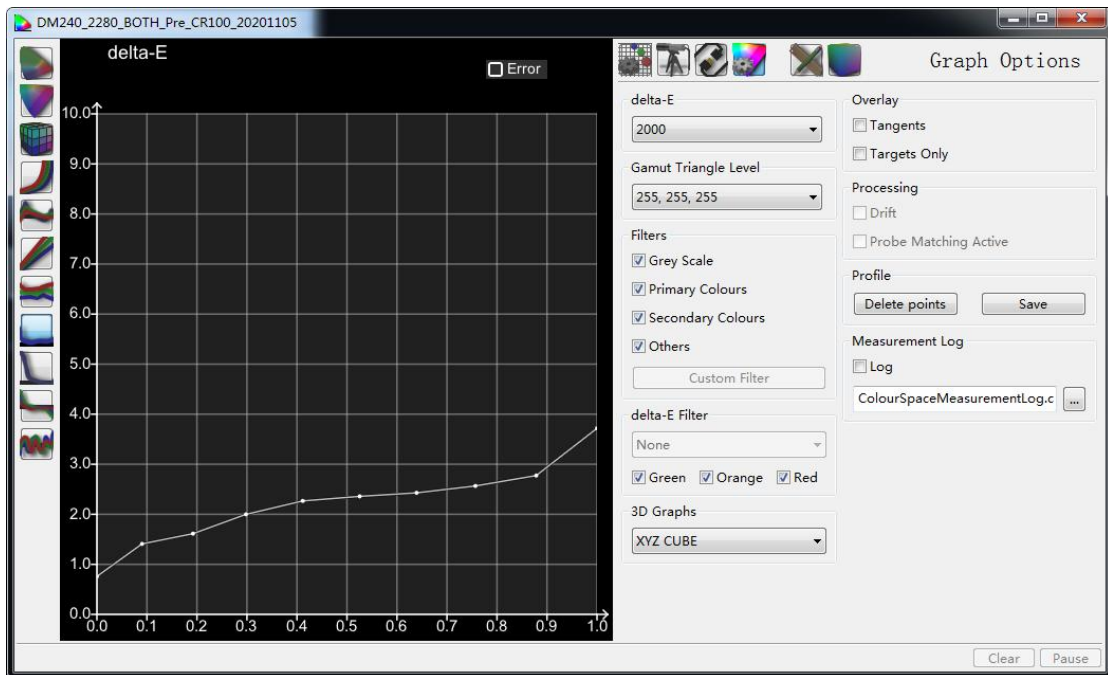 DM240_2280_BOTH_Pre_CR100_20201105
delta-E
Error
10.0
9.0
8.0
7.0
6.0
5.0
4.0
3.0
2.0
1.0
0.0
0.0 0.1 0.2 0.3 0.4 0.5 0.6 0.7 0.8 0.9 1.0
Graph Options
delta-E
2000
Gamut Triangle Level
255, 255, 255
Filters
Grey Scale
Primary Colours
Secondary Colours
Others
Custom Filter
delta-E Filter
None
Green Orange Red
3D Graphs
XYZ CUBE
Overlay
Tangents
Targets Only
Processing
Drift
Probe Matching Active
Profile
Delete points Save
Measurement Log
Log
ColourSpaceMeasurementLog.c ...
Clear Pause